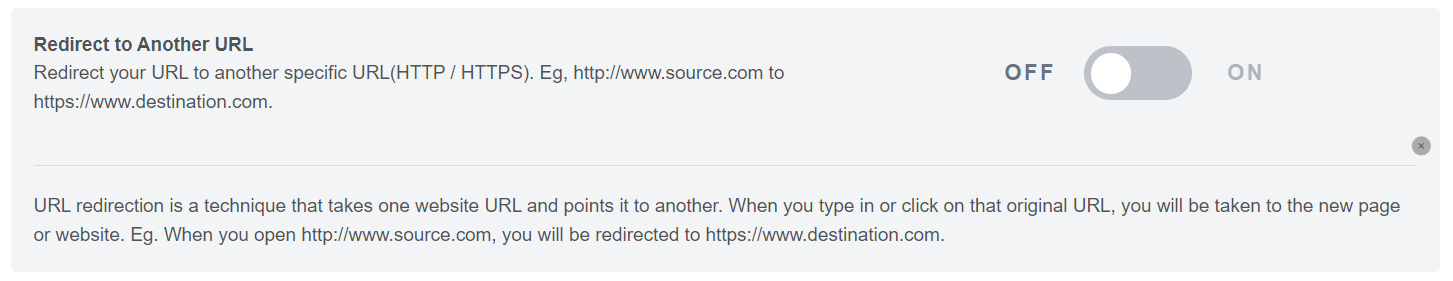 Redirect to Another URL
Redirect your URL to another specific URL(HTTP / HTTPS). Eg, http://www.source.com to
https://www.destination.com.
OFF ON
URL redirection is a technique that takes one website URL and points it to another. When you type in or click on that original URL, you will be taken to the new page
or website. Eg. When you open http://www.source.com, you will be redirected to https://www.destination.com.